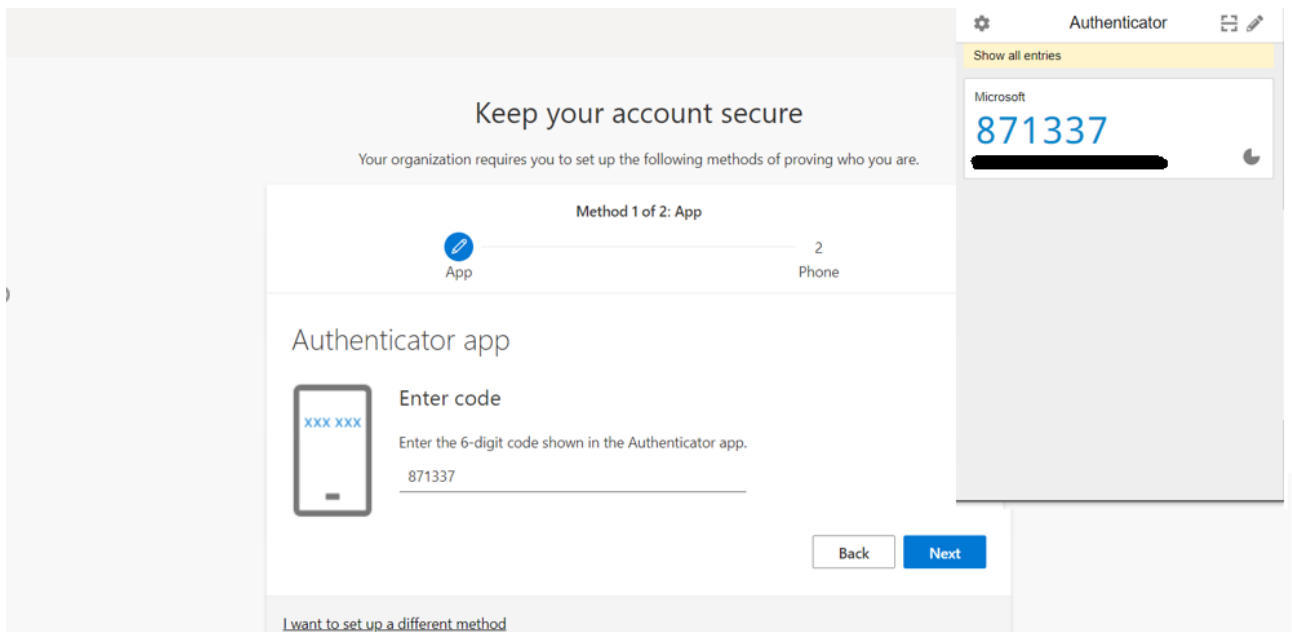 Authenticator
Show all entries
Microsoft
871337
Keep your account secure
Your organization requires you to set up the following methods of proving who you are.
Method 1 of 2: App
2
App
Phone
Authenticator app
XXX XXX
Enter code
Enter the 6-digit code shown in the Authenticator app.
871337
Back
Next
I want to set up a different method